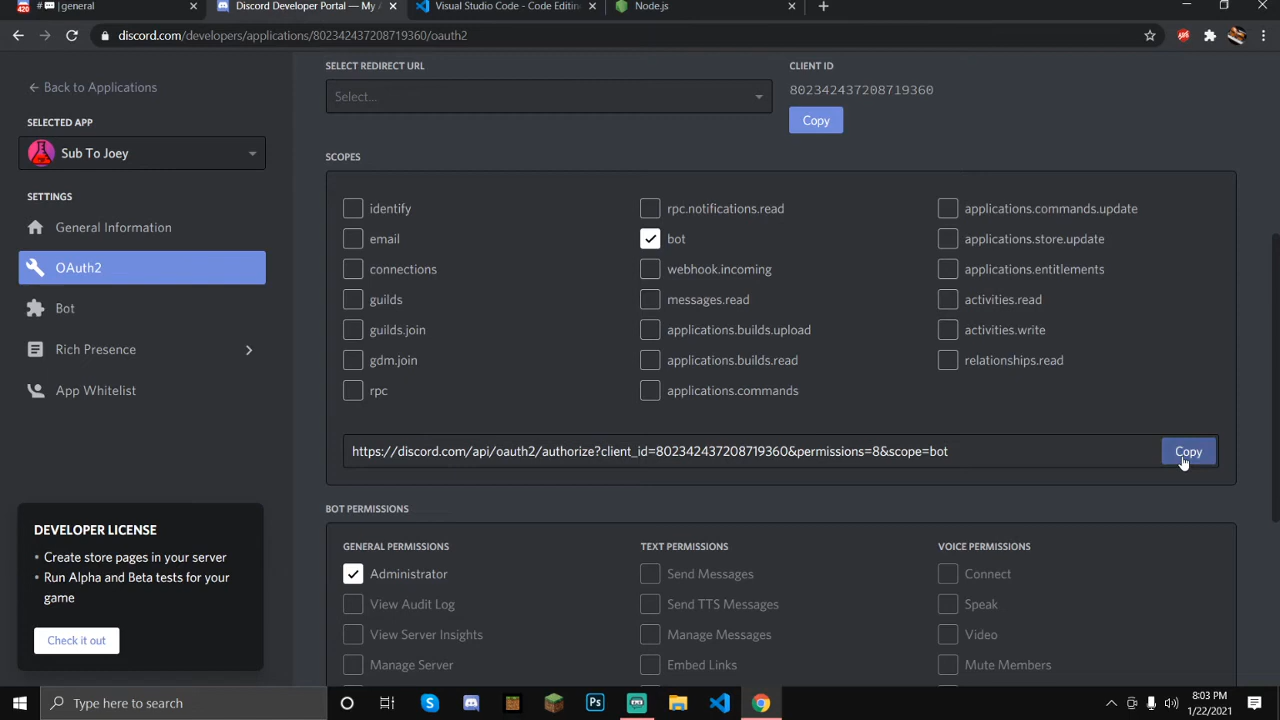 420
#💬|general
Discord Developer Portal — My A
Visual Studio Code - Code Editin
Node.js
discord.com/developers/applications/802342437208719360/oauth2
Back to Applications
SELECTED APP
Sub To Joey
SETTINGS
General Information
OAuth2
Bot
Rich Presence
App Whitelist
DEVELOPER LICENSE
• Create store pages in your server
• Run Alpha and Beta tests for your
game
Check it out
SELECT REDIRECT URL
Select...
CLIENT ID
802342437208719360
Copy
SCOPES
identify
email
connections
guilds
guilds.join
gdm.join
rpc
rpc.notifications.read
bot
webhook.incoming
messages.read
applications.builds.upload
applications.builds.read
applications.commands
applications.commands.update
applications.store.update
applications.entitlements
activities.read
activities.write
relationships.read
https://discord.com/api/oauth2/authorize?client_id=802342437208719360&permissions=8&scope=bot
Copy
BOT PERMISSIONS
GENERAL PERMISSIONS
Administrator
View Audit Log
View Server Insights
Manage Server
TEXT PERMISSIONS
Send Messages
Send TTS Messages
Manage Messages
Embed Links
VOICE PERMISSIONS
Connect
Speak
Video
Mute Members
Type here to search
Ps
8:03 PM
1/22/2021